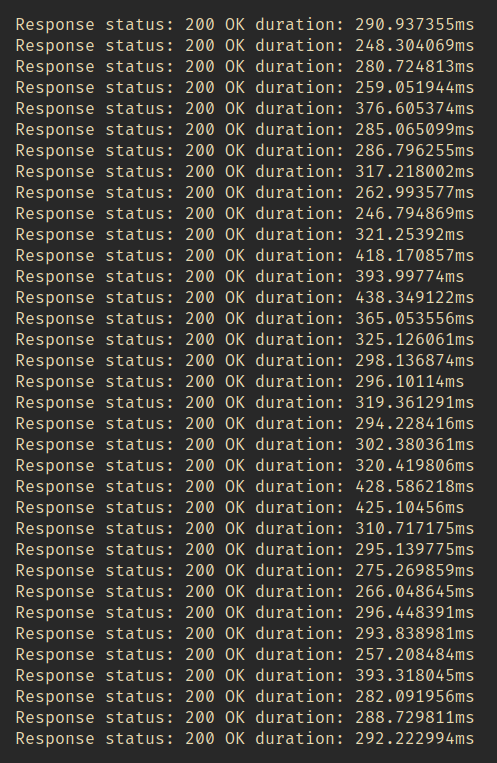 Response status: 200 OK duration: 290.937355ms
Response status: 200 OK duration: 248.304069ms
Response status: 200 OK duration: 280.724813ms
Response status: 200 OK duration: 259.051944ms
Response status: 200 OK duration: 376.605374ms
Response status: 200 OK duration: 285.065099ms
Response status: 200 OK duration: 286.796255ms
Response status: 200 OK duration: 317.218002ms
Response status: 200 OK duration: 262.993577ms
Response status: 200 OK duration: 246.794869ms
Response status: 200 OK duration: 321.25392ms
Response status: 200 OK duration: 418.170857ms
Response status: 200 OK duration: 393.99774ms
Response status: 200 OK duration: 438.349122ms
Response status: 200 OK duration: 365.053556ms
Response status: 200 OK duration: 325.126061ms
Response status: 200 OK duration: 298.136874ms
Response status: 200 OK duration: 296.10114ms
Response status: 200 OK duration: 319.361291ms
Response status: 200 OK duration: 294.228416ms
Response status: 200 OK duration: 302.380361ms
Response status: 200 OK duration: 320.419806ms
Response status: 200 OK duration: 428.586218ms
Response status: 200 OK duration: 425.10456ms
Response status: 200 OK duration: 310.717175ms
Response status: 200 OK duration: 295.139775ms
Response status: 200 OK duration: 275.269859ms
Response status: 200 OK duration: 266.048645ms
Response status: 200 OK duration: 296.448391ms
Response status: 200 OK duration: 293.838981ms
Response status: 200 OK duration: 257.208484ms
Response status: 200 OK duration: 393.318045ms
Response status: 200 OK duration: 282.091956ms
Response status: 200 OK duration: 288.729811ms
Response status: 200 OK duration: 292.222994ms